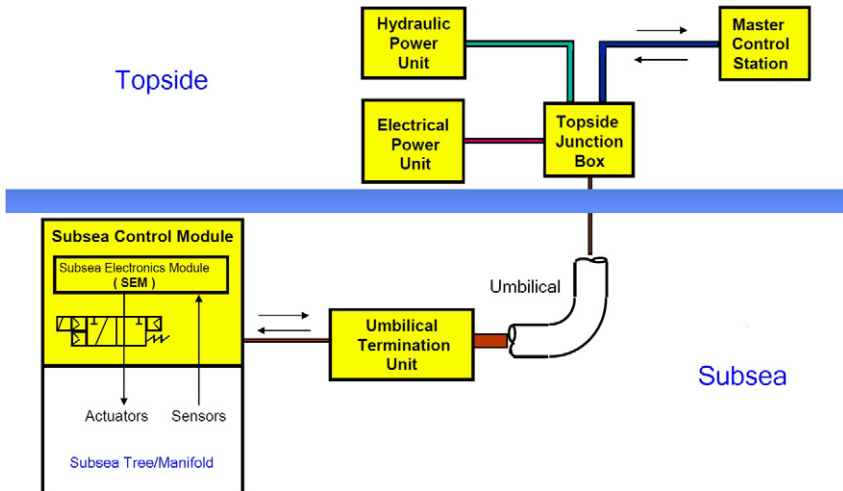 Hydraulic
Power
Unit
Master
Control
Station
Topside
Electrical
Power
Unit
Topside
Junction
Box
Subsea Control Module
Subsea Electronics Module
( SEM )
Umbilical
Umbilical
Termination
Unit
Subsea
Actuators
Sensors
Subsea Tree/Manifold